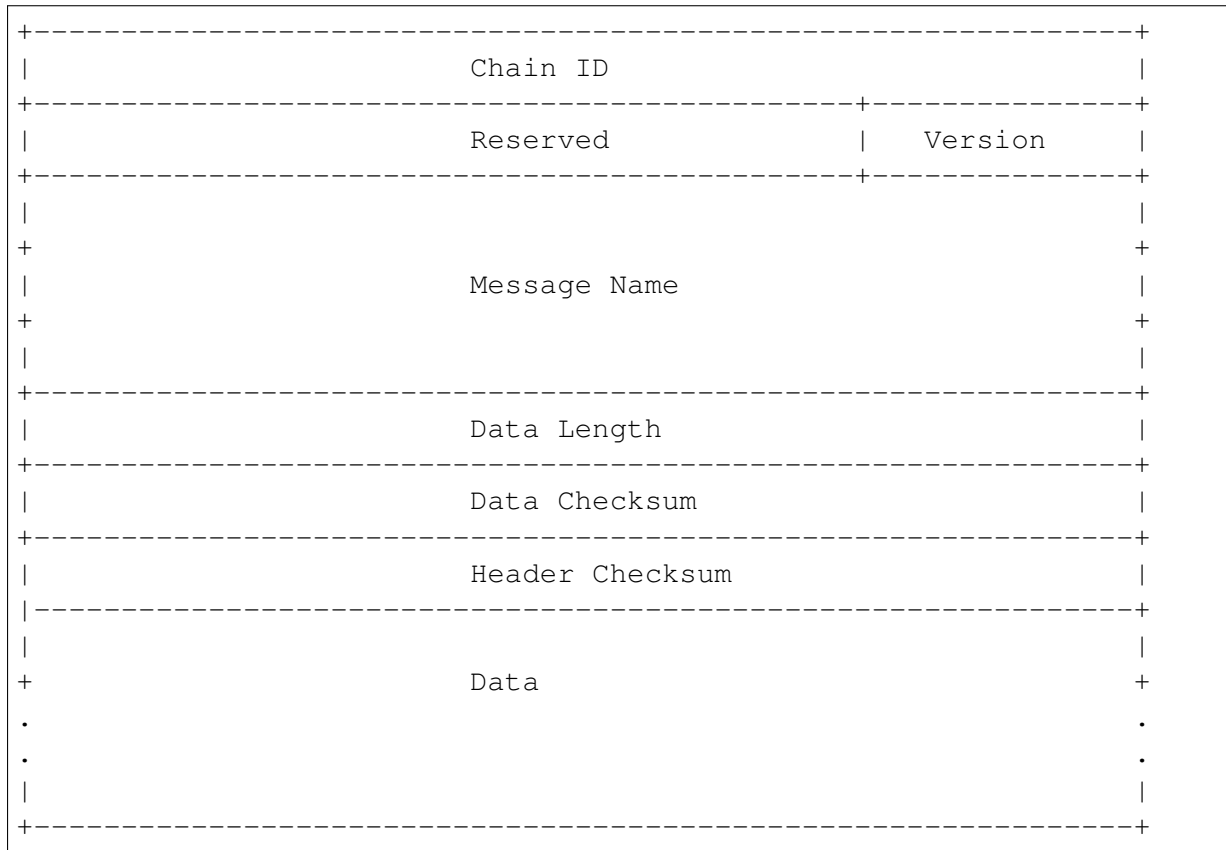 Chain ID
Reserved | Version
Message Name
Data Length
Data Checksum
Header Checksum
Data